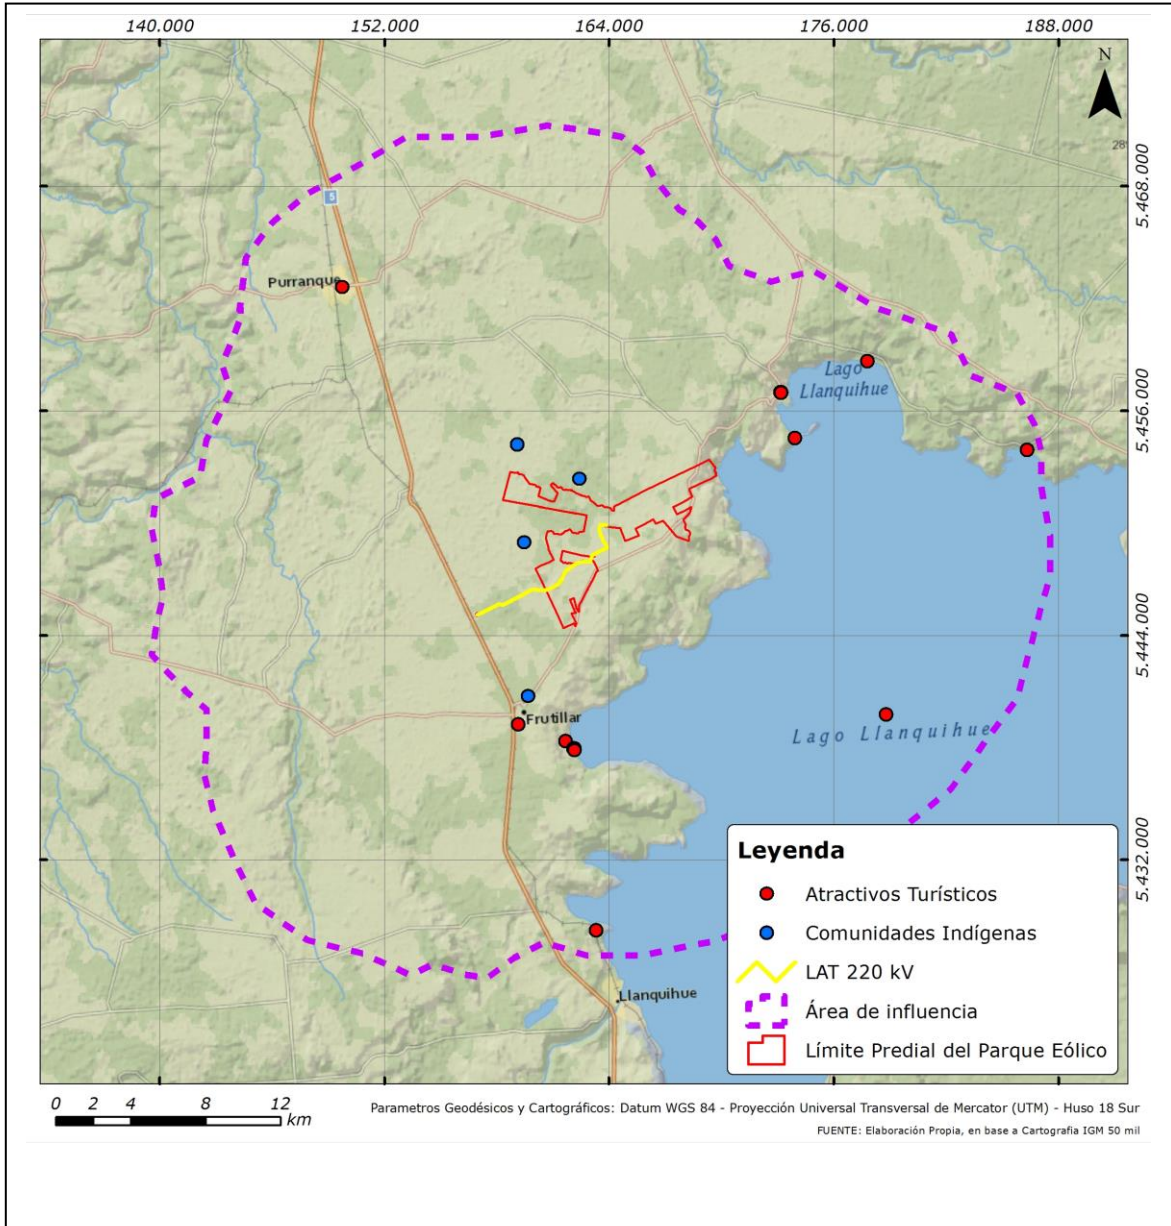 140.000 152.000 164.000 176.000 188.000
N
28
5.468.000
5
Purranque
Lago
Llanquihue
5.456.000
5.444.000
Frutillar
Lago Llanquihue
5.432.000
Leyenda
Atractivos Turísticos
Comunidades Indígenas
LAT 220 kV
Área de influencia
Límite Predial del Parque Eólico
Llanquihue
0 2 4 8 12
km
Parametros Geodésicos y Cartográficos: Datum WGS 84 - Proyección Universal Transversal de Mercator (UTM) - Huso 18 Sur
FUENTE: Elaboración Propia, en base a Cartografia IGM 50 mil